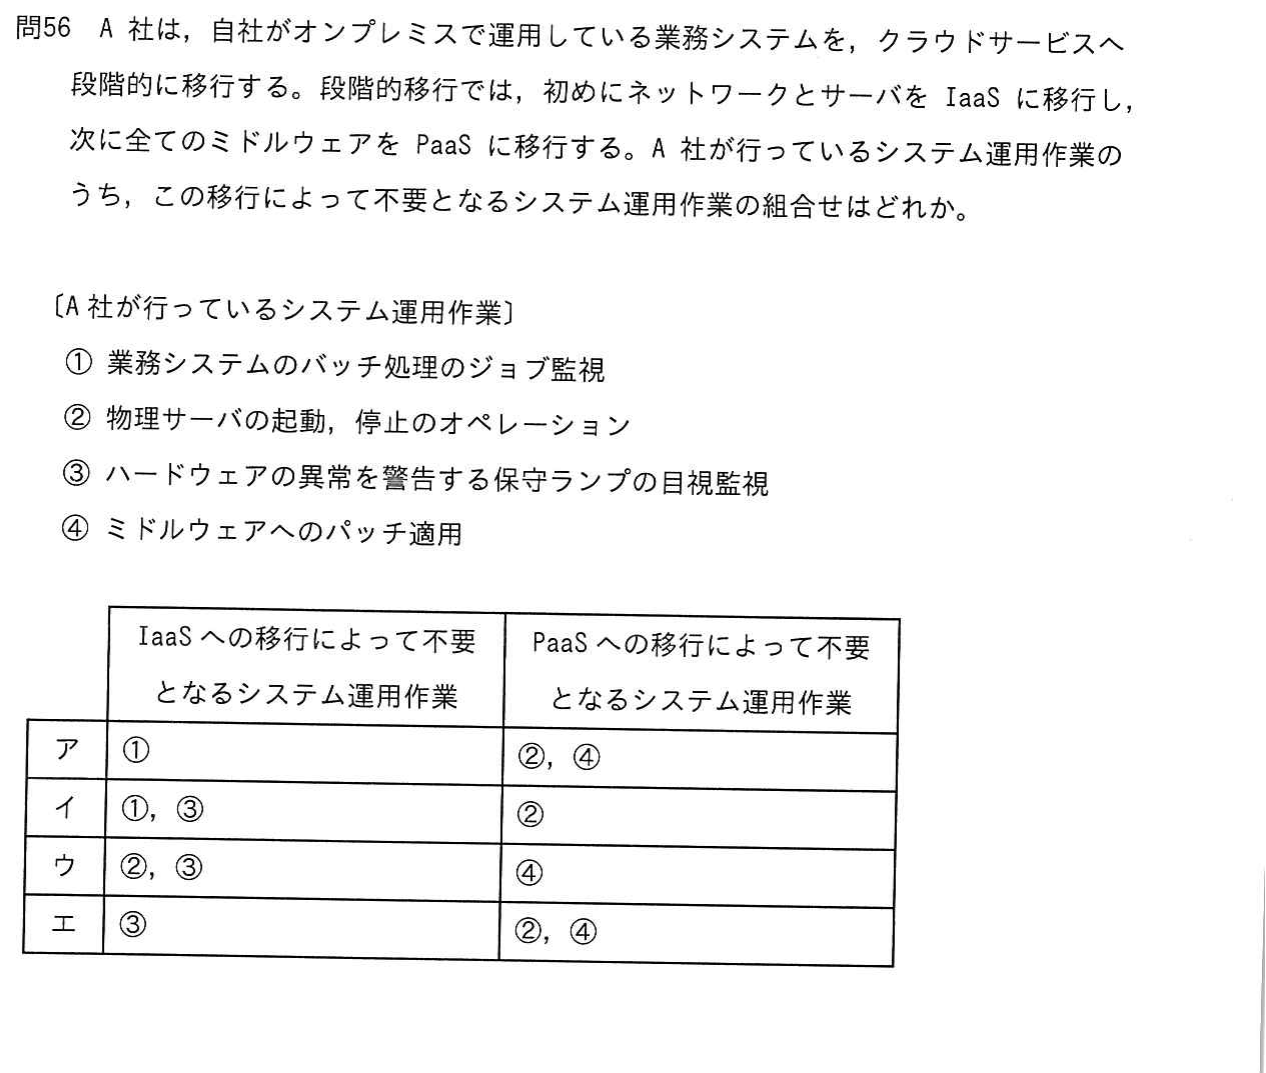 問56 A 社は，自社がオンプレミスで運用している業務システムを，クラウドサービスへ
段階的に移行する。段階的移行では，初めにネットワークとサーバを IaaS に移行し，
次に全てのミドルウェアを PaaS に移行する。A 社が行っているシステム運用作業の
うち，この移行によって不要となるシステム運用作業の組合せはどれか。
〔A 社が行っているシステム運用作業〕
① 業務システムのバッチ処理のジョブ監視
② 物理サーバの起動，停止のオペレーション
③ ハードウェアの異常を警告する保守ランプの目視監視
④ ミドルウェアへのパッチ適用
IaaS への移行によって不要
となるシステム運用作業
PaaS への移行によって不要
となるシステム運用作業
ア ① ②，④
イ ①，③ ②
ウ ②，③ ④
エ ③ ②，④